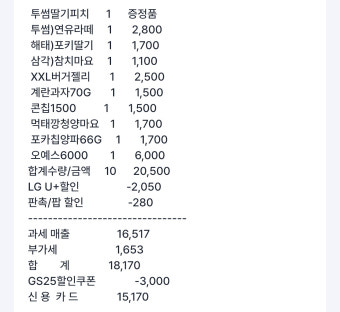 투썸딸기피치 1 증정품
투썸)연유라떼 1 2,800
해태)포키딸기 1 1,700
삼각)참치마요 1 1,100
XXL버거젤리 1 2,500
계란과자70G 1 1,500
콘칩1500 1 1,500
먹태깡청양마요 1 1,700
포카칩양파66G 1 1,700
오예스6000 1 6,000
합계수량/금액 10 20,500
LG U+할인 -2,050
판촉/팝 할인 -280
--------------------------------
과세 매출 16,517
부가세 1,653
합 계 18,170
GS25할인쿠폰 -3,000
신 용 카 드 15,170